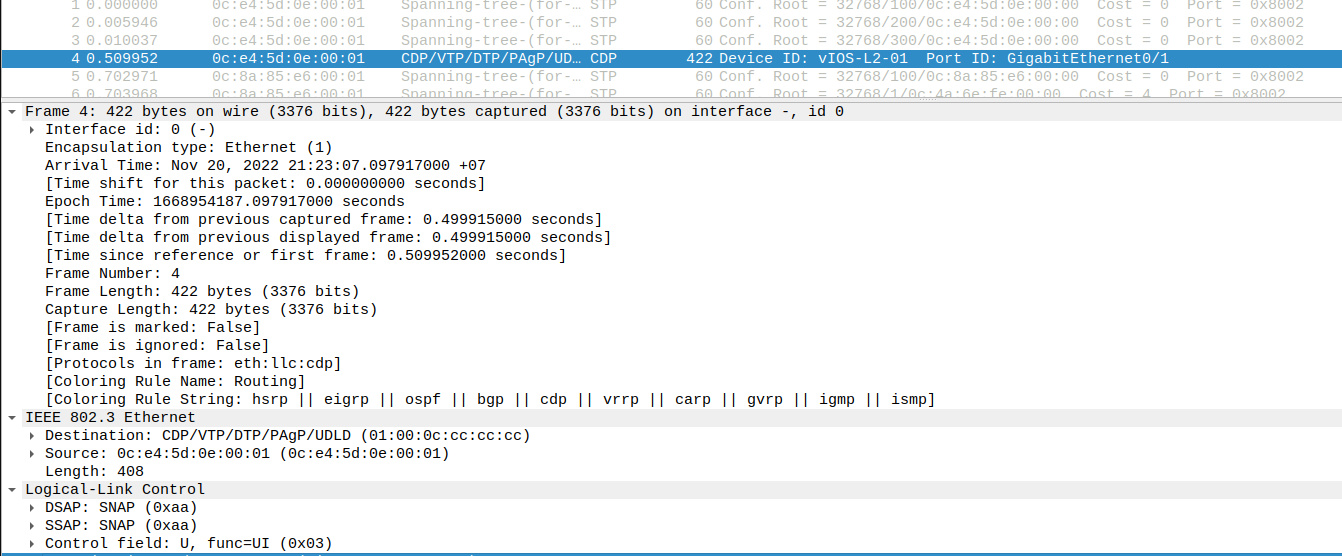 1 0.000000 0c:e4:5d:0e:00:01 Spanning-tree-(for-… STP 60 Conf. Root = 32768/100/0c:e4:5d:0e:00:00 Cost = 0 Port = 0x8002
2 0.005946 0c:e4:5d:0e:00:01 Spanning-tree-(for-… STP 60 Conf. Root = 32768/200/0c:e4:5d:0e:00:00 Cost = 0 Port = 0x8002
3 0.010037 0c:e4:5d:0e:00:01 Spanning-tree-(for-… STP 60 Conf. Root = 32768/300/0c:e4:5d:0e:00:00 Cost = 0 Port = 0x8002
4 0.509952 0c:e4:5d:0e:00:01 CDP/VTP/DTP/PAgP/UD… CDP 422 Device ID: vIOS-L2-01 Port ID: GigabitEthernet0/1
5 0.702971 0c:8a:85:e6:00:01 Spanning-tree-(for-… STP 60 Conf. Root = 32768/100/0c:8a:85:e6:00:00 Cost = 0 Port = 0x8002
6 0.703968 0c:8a:85:e6:00:01 Spanning-tree-(for-… STP 60 Conf. Root = 32768/1/0c:4a:6e:fe:00:00 Cost = 4 Port = 0x8002
Frame 4: 422 bytes on wire (3376 bits), 422 bytes captured (3376 bits) on interface -, id 0
Interface id: 0 (-)
Encapsulation type: Ethernet (1)
Arrival Time: Nov 20, 2022 21:23:07.097917000 +07
[Time shift for this packet: 0.000000000 seconds]
Epoch Time: 1668954187.097917000 seconds
[Time delta from previous captured frame: 0.499915000 seconds]
[Time delta from previous displayed frame: 0.499915000 seconds]
[Time since reference or first frame: 0.509952000 seconds]
Frame Number: 4
Frame Length: 422 bytes (3376 bits)
Capture Length: 422 bytes (3376 bits)
[Frame is marked: False]
[Frame is ignored: False]
[Protocols in frame: eth:llc:cdp]
[Coloring Rule Name: Routing]
[Coloring Rule String: hsrp || eigrp || ospf || bgp || cdp || vrrp || carp || gvrp || igmp || ismp]
IEEE 802.3 Ethernet
Destination: CDP/VTP/DTP/PAgP/UDLD (01:00:0c:cc:cc:cc)
Source: 0c:e4:5d:0e:00:01 (0c:e4:5d:0e:00:01)
Length: 408
Logical-Link Control
DSAP: SNAP (0xaa)
SSAP: SNAP (0xaa)
Control field: U, func=UI (0x03)